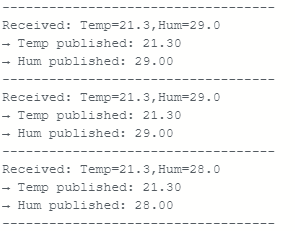 -----------------------------------
Received: Temp=21.3,Hum=29.0
→ Temp published: 21.30
→ Hum published: 29.00
-----------------------------------
Received: Temp=21.3,Hum=29.0
→ Temp published: 21.30
→ Hum published: 29.00
-----------------------------------
Received: Temp=21.3,Hum=28.0
→ Temp published: 21.30
→ Hum published: 28.00
-----------------------------------